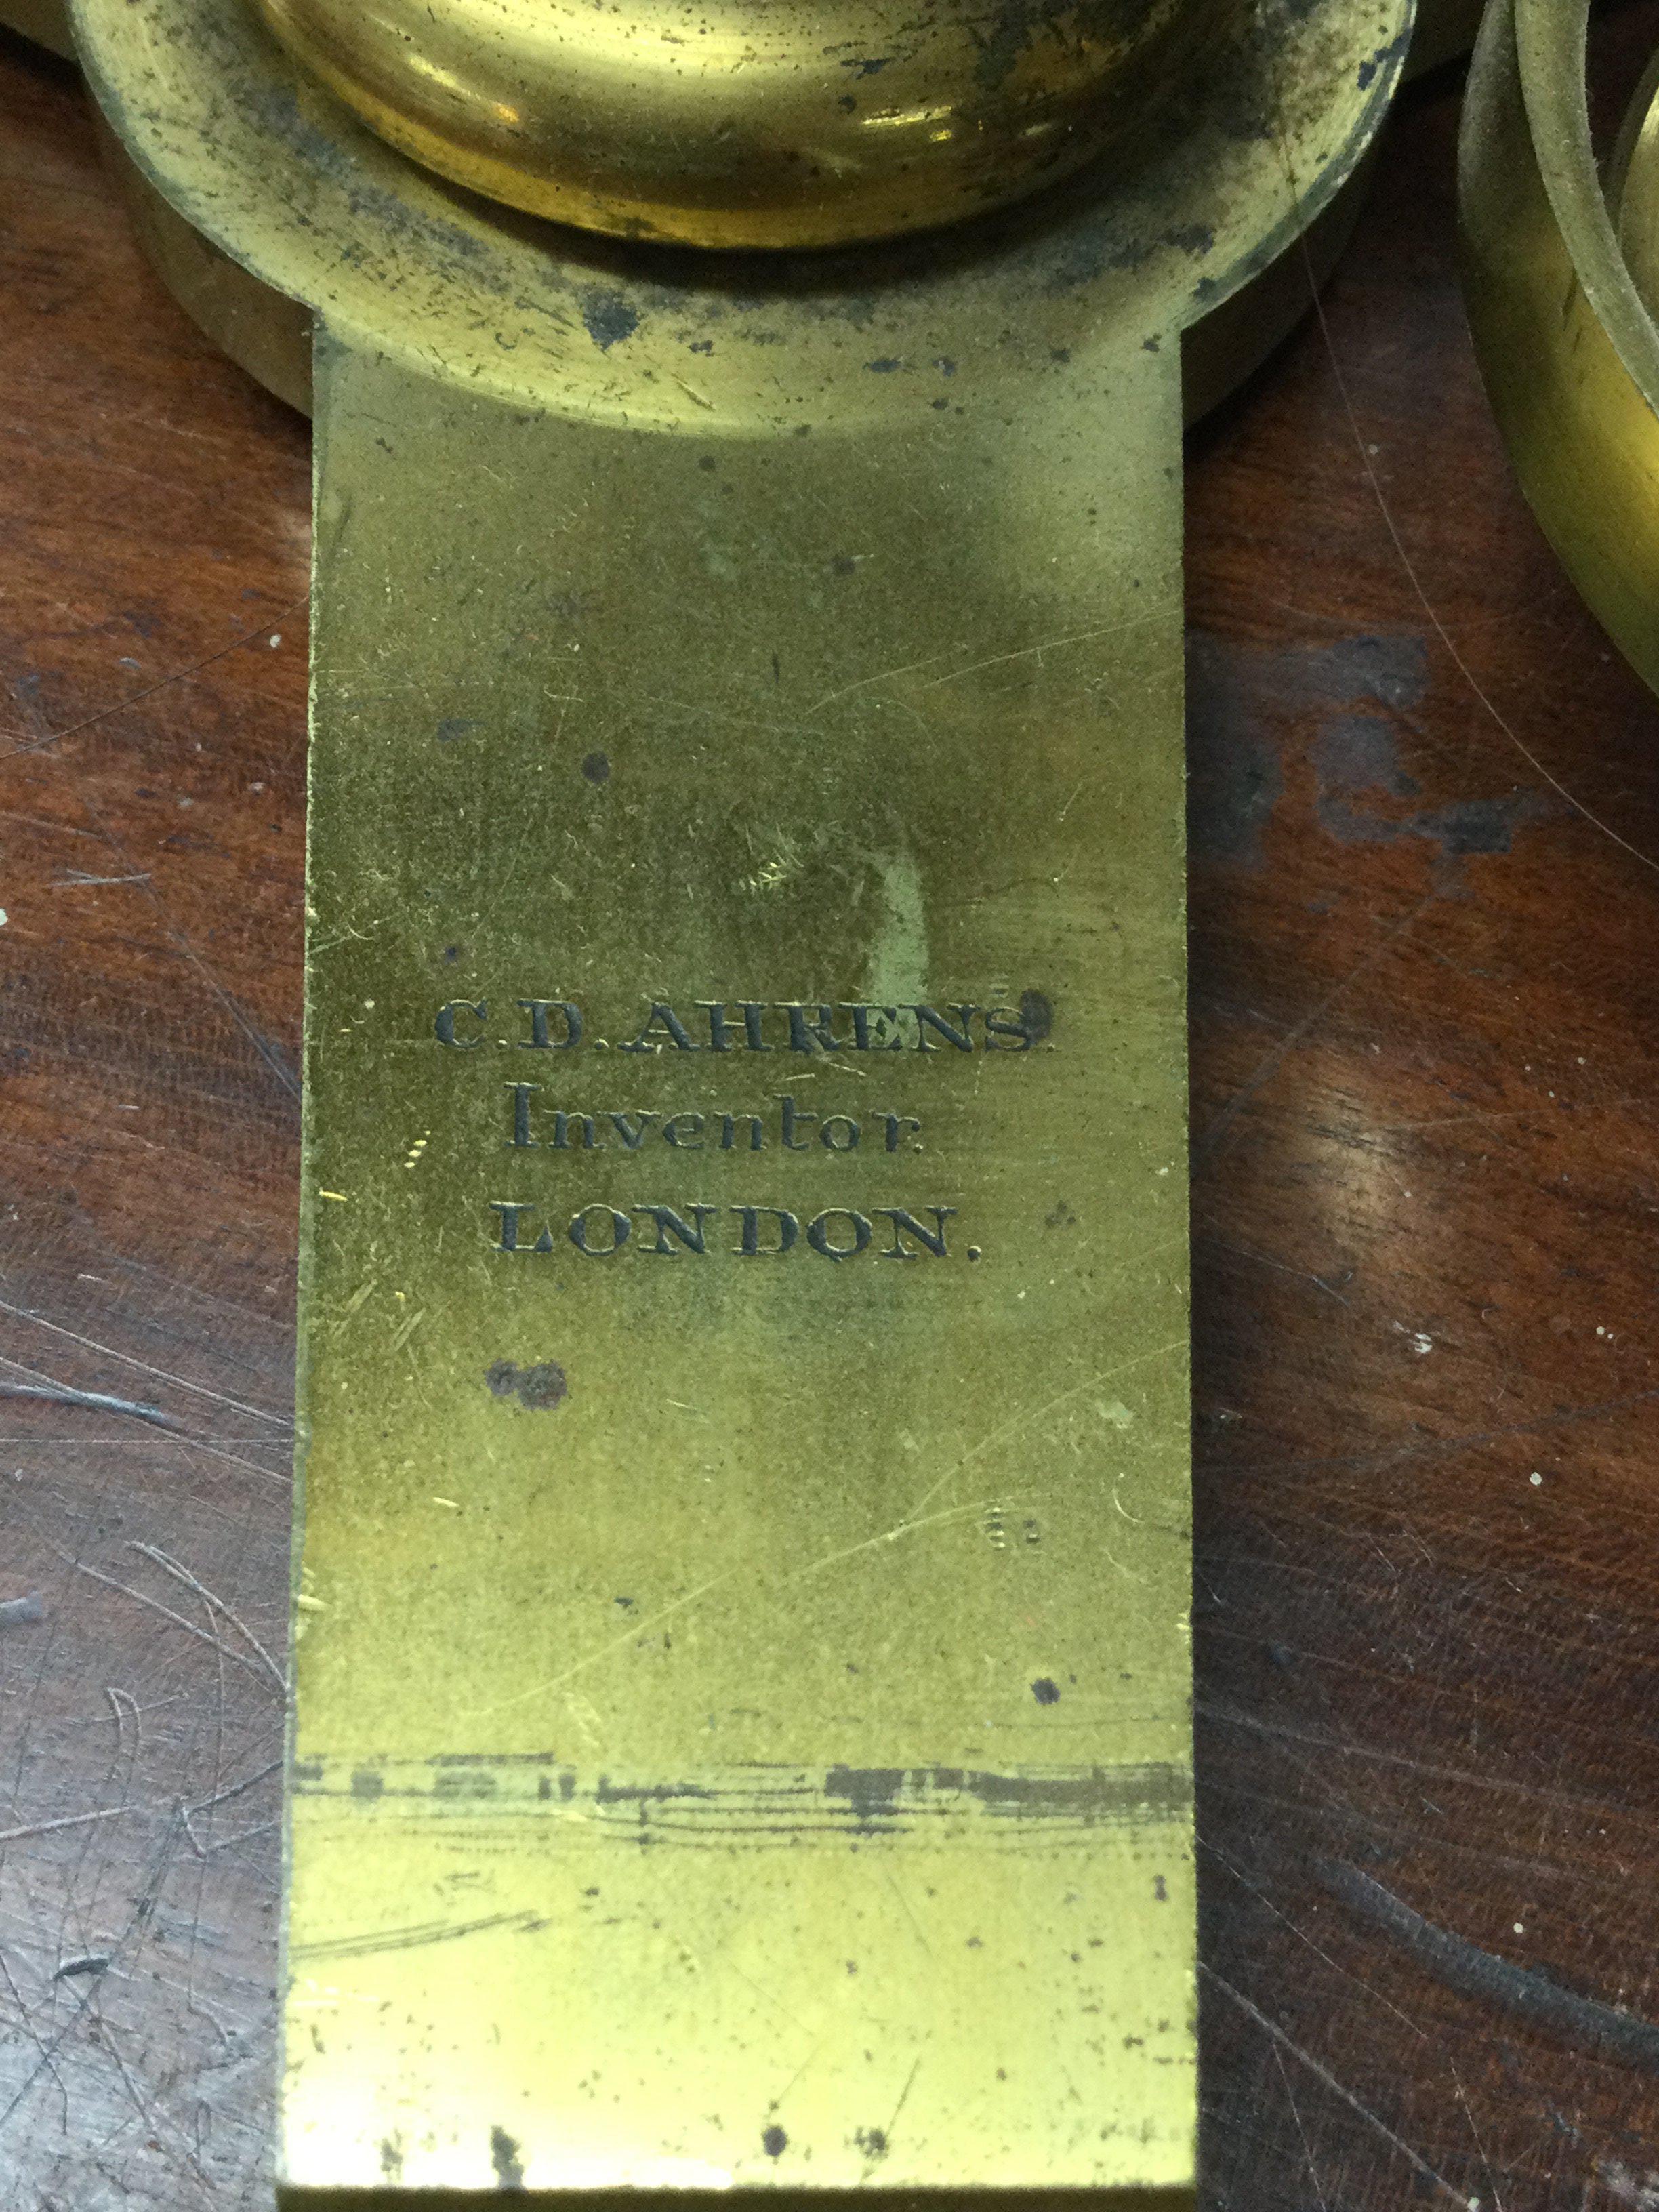 C.D. AHRENS
Inventor.
LONDON.